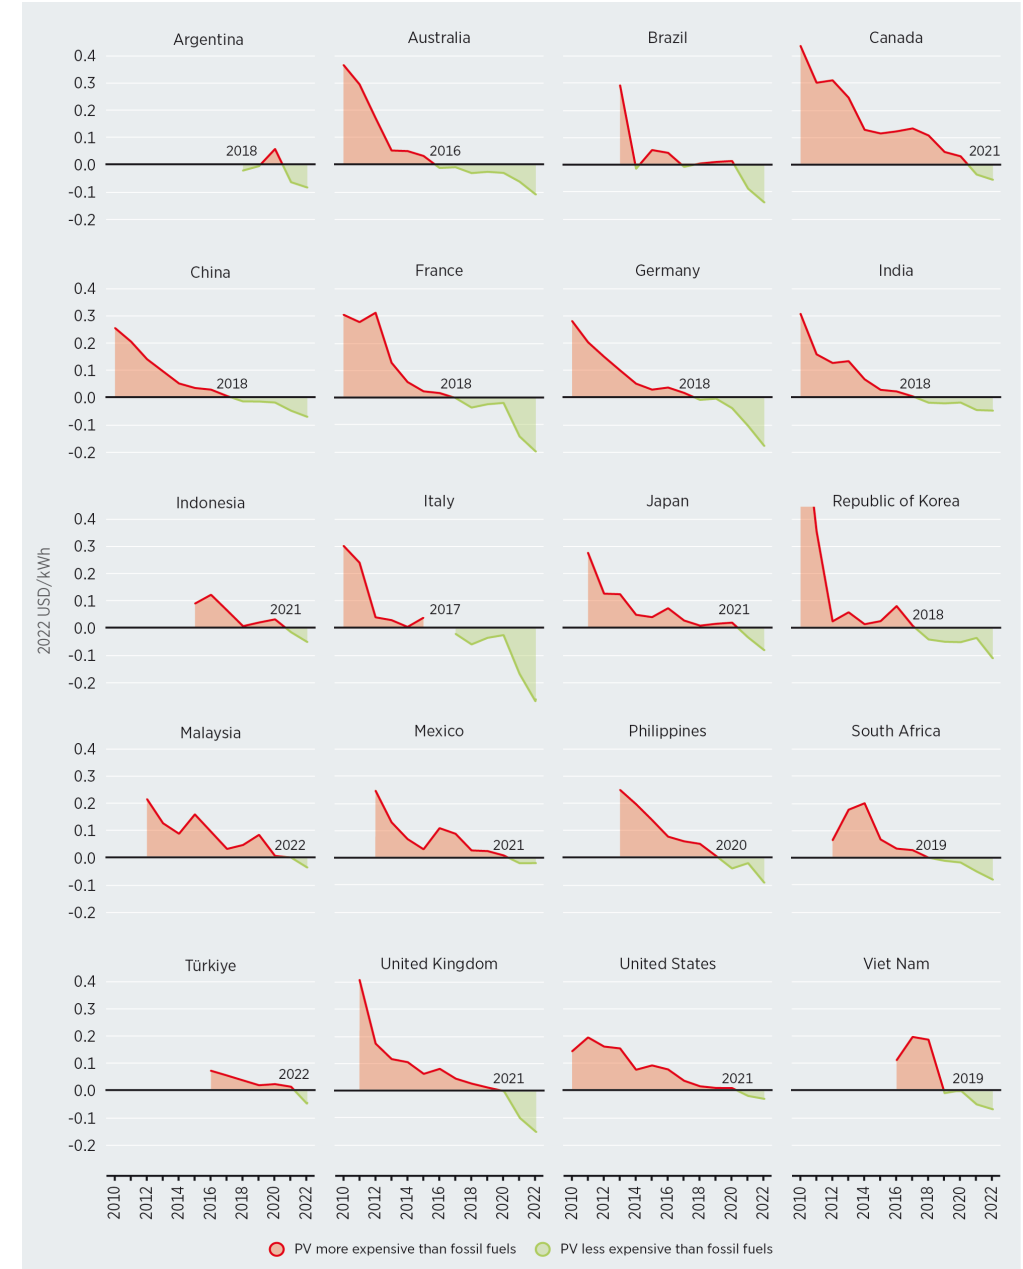 Argentina Australia Brazil Canada
0.4
0.3
0.2
0.1
0.0
-0.1
-0.2
2018 2016 2021
China France Germany India
0.4
0.3
0.2
0.1
0.0
-0.1
-0.2
2018 2018 2018 2018
2022 USD/kWh
Indonesia Italy Japan Republic of Korea
0.4
0.3
0.2
0.1
0.0
-0.1
-0.2
2021 2017 2021 2018
Malaysia Mexico Philippines South Africa
0.4
0.3
0.2
0.1
0.0
-0.1
-0.2
2022 2021 2020 2019
Türkiye United Kingdom United States Viet Nam
0.4
0.3
0.2
0.1
0.0
-0.1
-0.2
2022 2021 2021 2019
2010 2012 2014 2016 2018 2020 2022 2010 2012 2014 2016 2018 2020 2022 2010 2012 2014 2016 2018 2020 2022 2010 2012 2014 2016 2018 2020 2022
PV more expensive than fossil fuels PV less expensive than fossil fuels